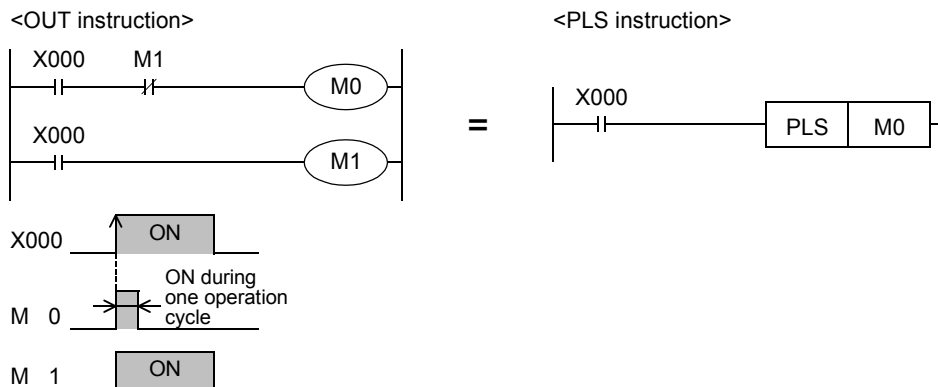 <OUT instruction>
X000 M1
M0
X000
M1
X000 ON
M 0
ON during
one operation
cycle
M 1 ON
=
<PLS instruction>
X000
PLS M0